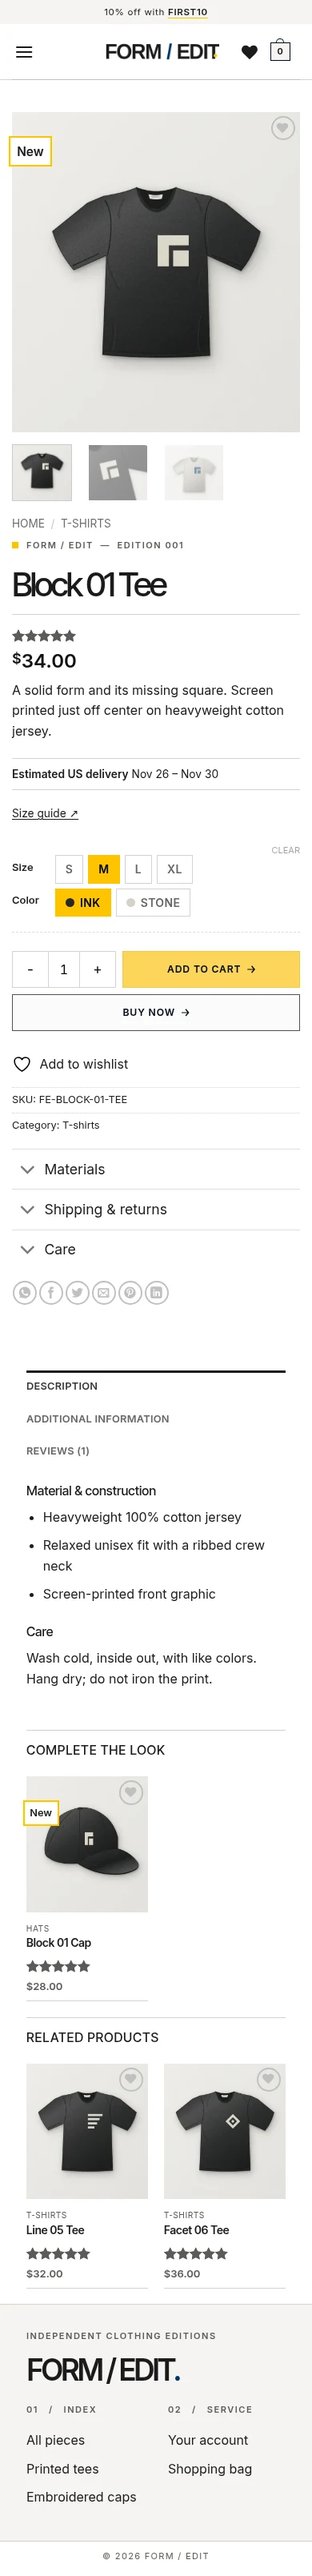 10% off with FIRST10
FORM / EDIT
0
New
HOME / T-SHIRTS
FORM / EDIT — EDITION 001
Block 01 Tee
$34.00
A solid form and its missing square. Screen
printed just off center on heavyweight cotton
jersey.
Estimated US delivery Nov 26 – Nov 30
Size guide ↗
CLEAR
Size S M L XL
Color INK STONE
- 1 + ADD TO CART →
BUY NOW →
Add to wishlist
SKU: FE-BLOCK-01-TEE
Category: T-shirts
Materials
Shipping & returns
Care
DESCRIPTION
ADDITIONAL INFORMATION
REVIEWS (1)
Material & construction
• Heavyweight 100% cotton jersey
• Relaxed unisex fit with a ribbed crew
neck
• Screen-printed front graphic
Care
Wash cold, inside out, with like colors.
Hang dry; do not iron the print.
COMPLETE THE LOOK
New
HATS
Block 01 Cap
$28.00
RELATED PRODUCTS
T-SHIRTS
Line 05 Tee
$32.00
T-SHIRTS
Facet 06 Tee
$36.00
INDEPENDENT CLOTHING EDITIONS
FORM / EDIT.
01 / INDEX
All pieces
Printed tees
Embroidered caps
02 / SERVICE
Your account
Shopping bag
© 2026 FORM / EDIT